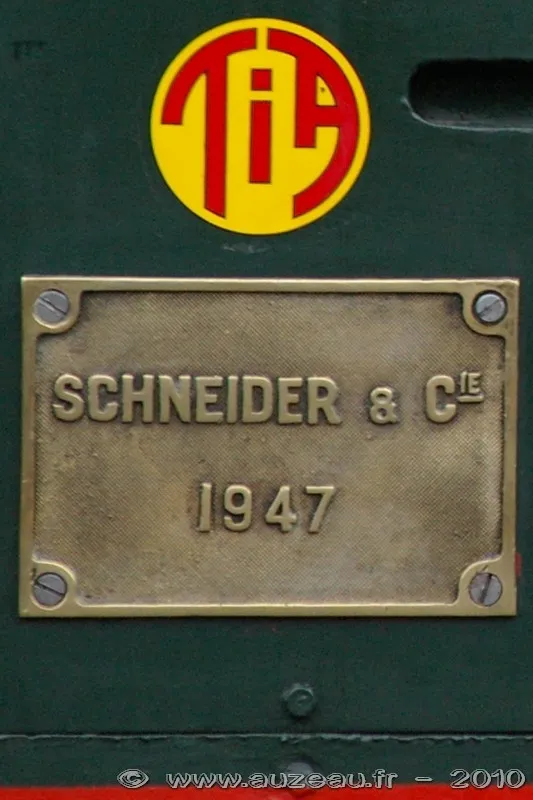 TiA
SCHNEIDER & CIE
1947
© www.auzeau.fr - 2010